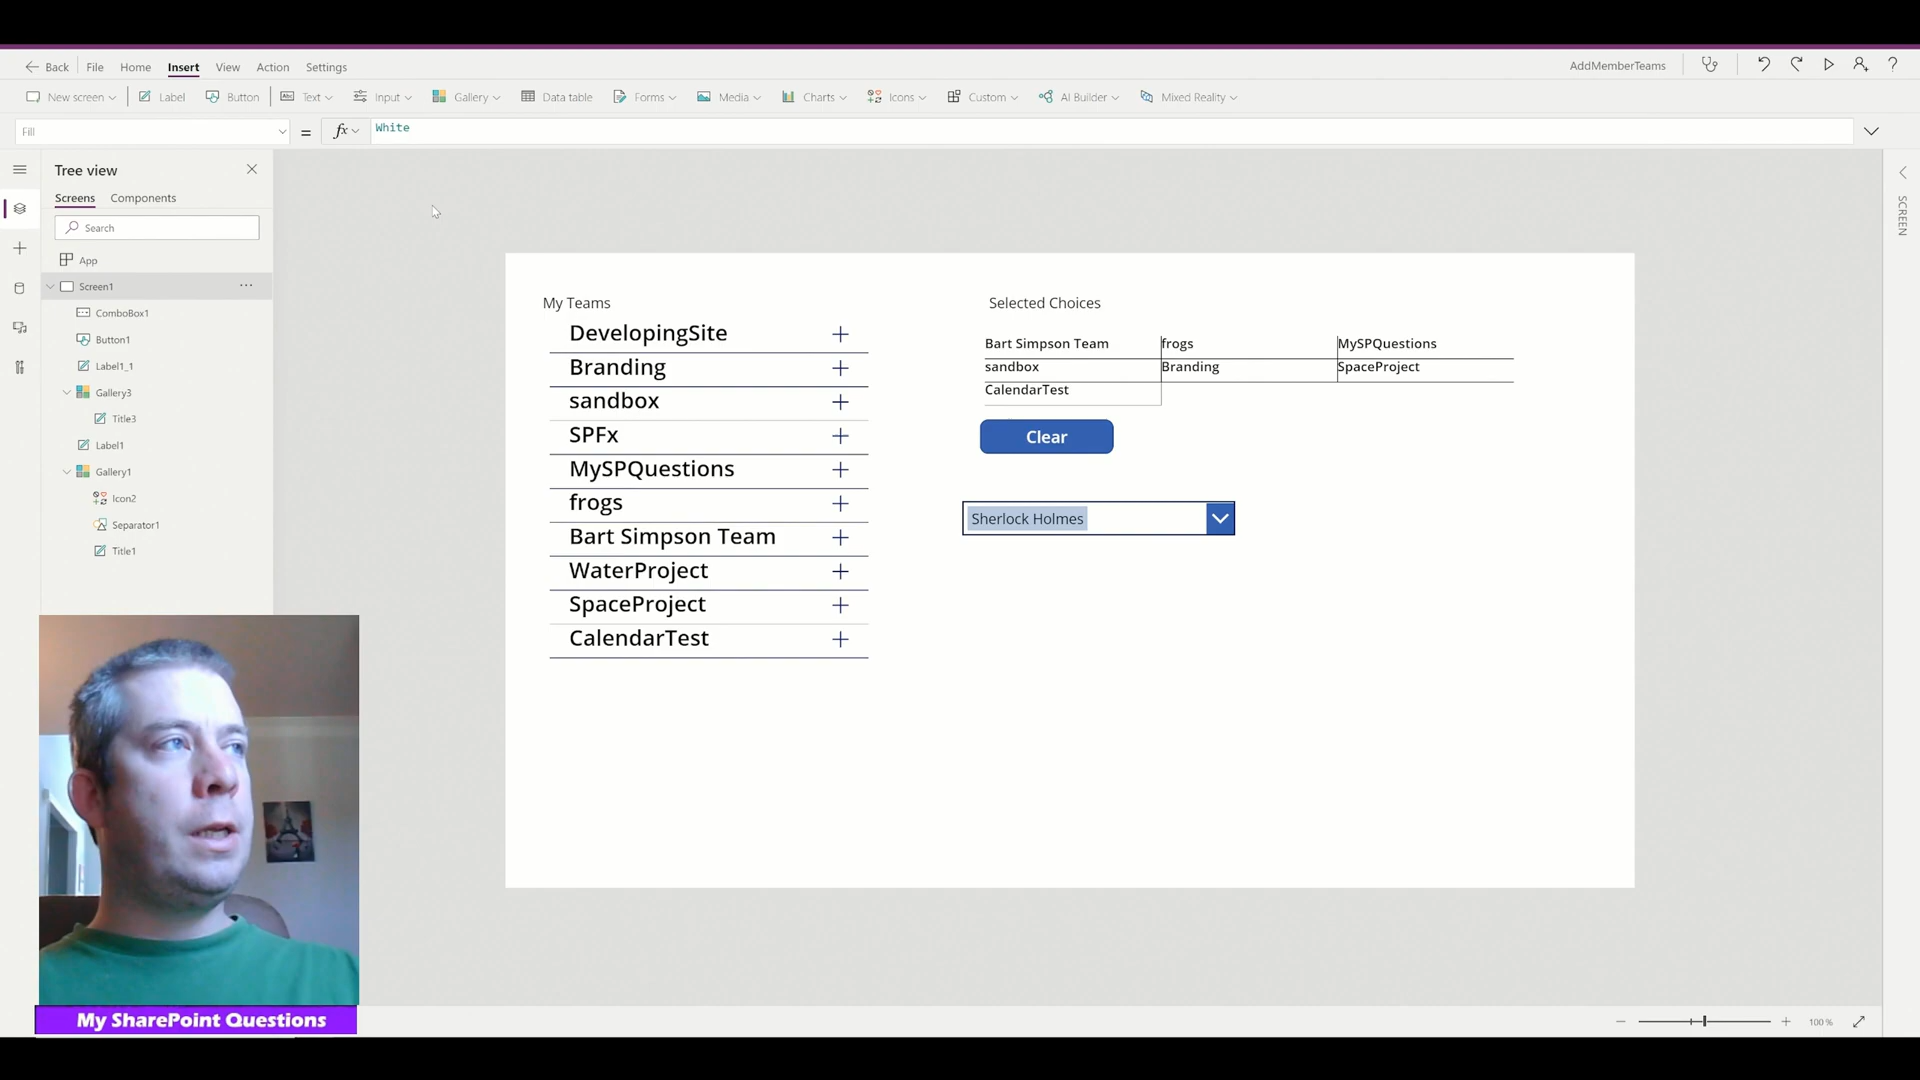 Back File Home Insert View Action Settings AddMemberTeams ?
New screen Label Button Text Input Gallery Data table Forms Media Charts Icons Custom AI Builder Mixed Reality
Fill = fx White
Tree view
Screens Components
Search
App
Screen1 ...
ComboBox1
Button1
Label1_1
Gallery3
Title3
Label1
Gallery1
Icon2
Separator1
Title1
My Teams
DevelopingSite
Branding
sandbox
SPFx
MySPQuestions
frogs
Bart Simpson Team
WaterProject
SpaceProject
CalendarTest
Selected Choices
Bart Simpson Team frogs MySPQuestions
sandbox Branding SpaceProject
CalendarTest
Clear
Sherlock Holmes
SCREEN
My SharePoint Questions
100 %